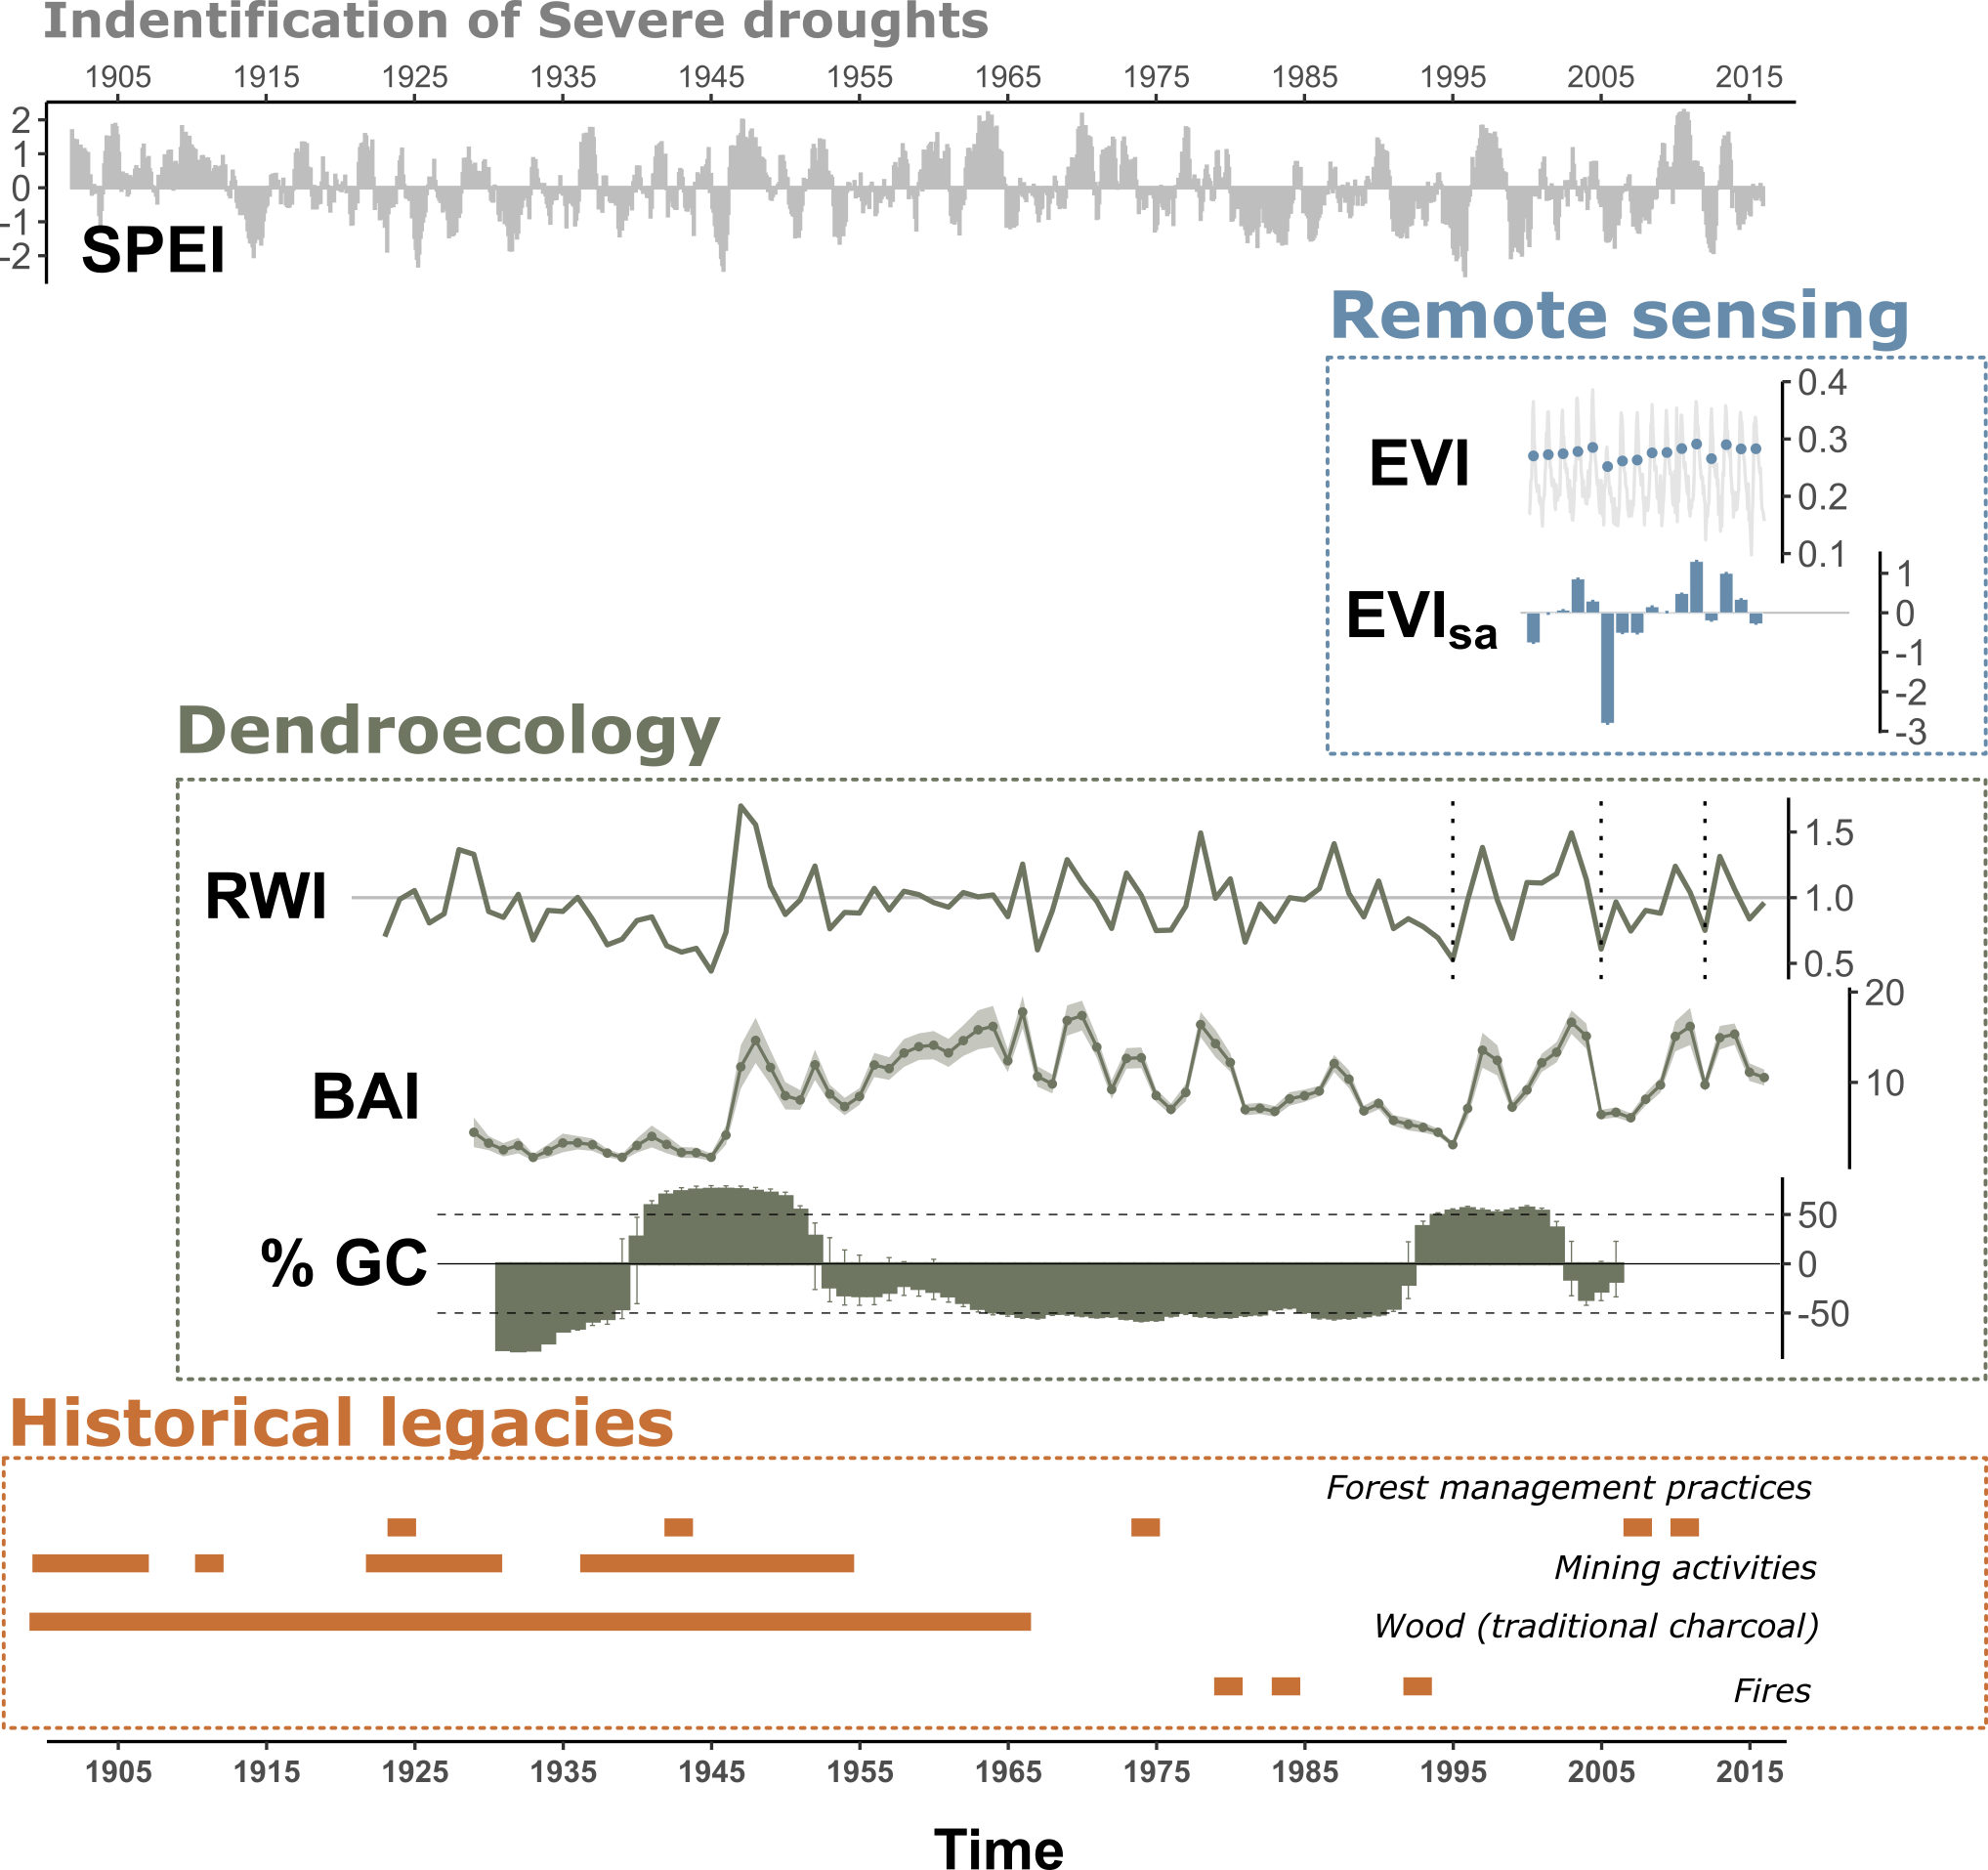 Indentification of Severe droughts
1905 1915 1925 1935 1945 1955 1965 1975 1985 1995 2005 2015
2
1
0
-1
-2
SPEI
Remote sensing
EVI
0.4
0.3
0.2
0.1
EVIsa
1
0
-1
-2
-3
Dendroecology
RWI
1.5
1.0
0.5
BAI
20
10
% GC
50
0
-50
Historical legacies
Forest management practices
Mining activities
Wood (traditional charcoal)
Fires
1905 1915 1925 1935 1945 1955 1965 1975 1985 1995 2005 2015
Time